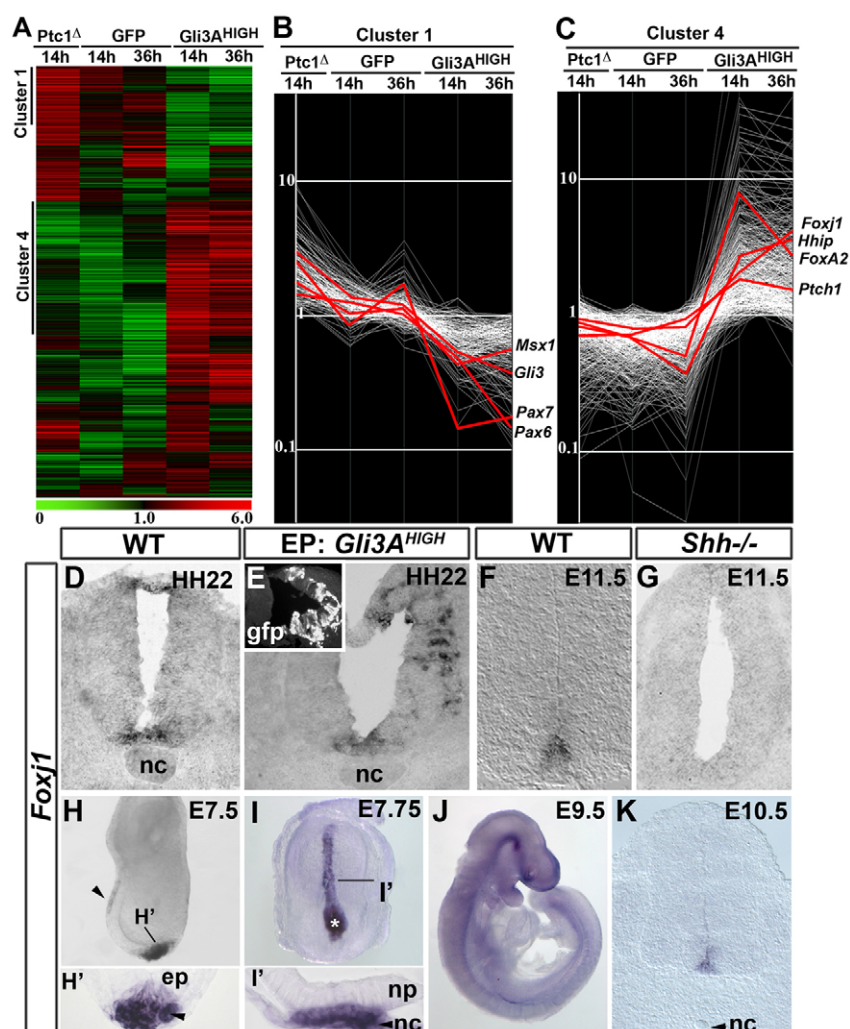 A
Ptc1Δ GFP Gli3AHIGH
14h 14h 36h 14h 36h
Cluster 1
Cluster 4
0 1.0 6.0
B
Cluster 1
Ptc1Δ GFP Gli3AHIGH
14h 14h 36h 14h 36h
10
1
0.1
Msx1
Gli3
Pax7
Pax6
C
Cluster 4
Ptc1Δ GFP Gli3AHIGH
14h 14h 36h 14h 36h
10
1
0.1
Foxj1
Hhip
FoxA2
Ptch1
WT
EP: Gli3AHIGH
WT
Shh-/-
Foxj1
D HH22
nc
E HH22
gfp
nc
F E11.5
G E11.5
H E7.5
H'
I E7.75
I'
*
J E9.5
K E10.5
nc
H' ep
I' np
nc